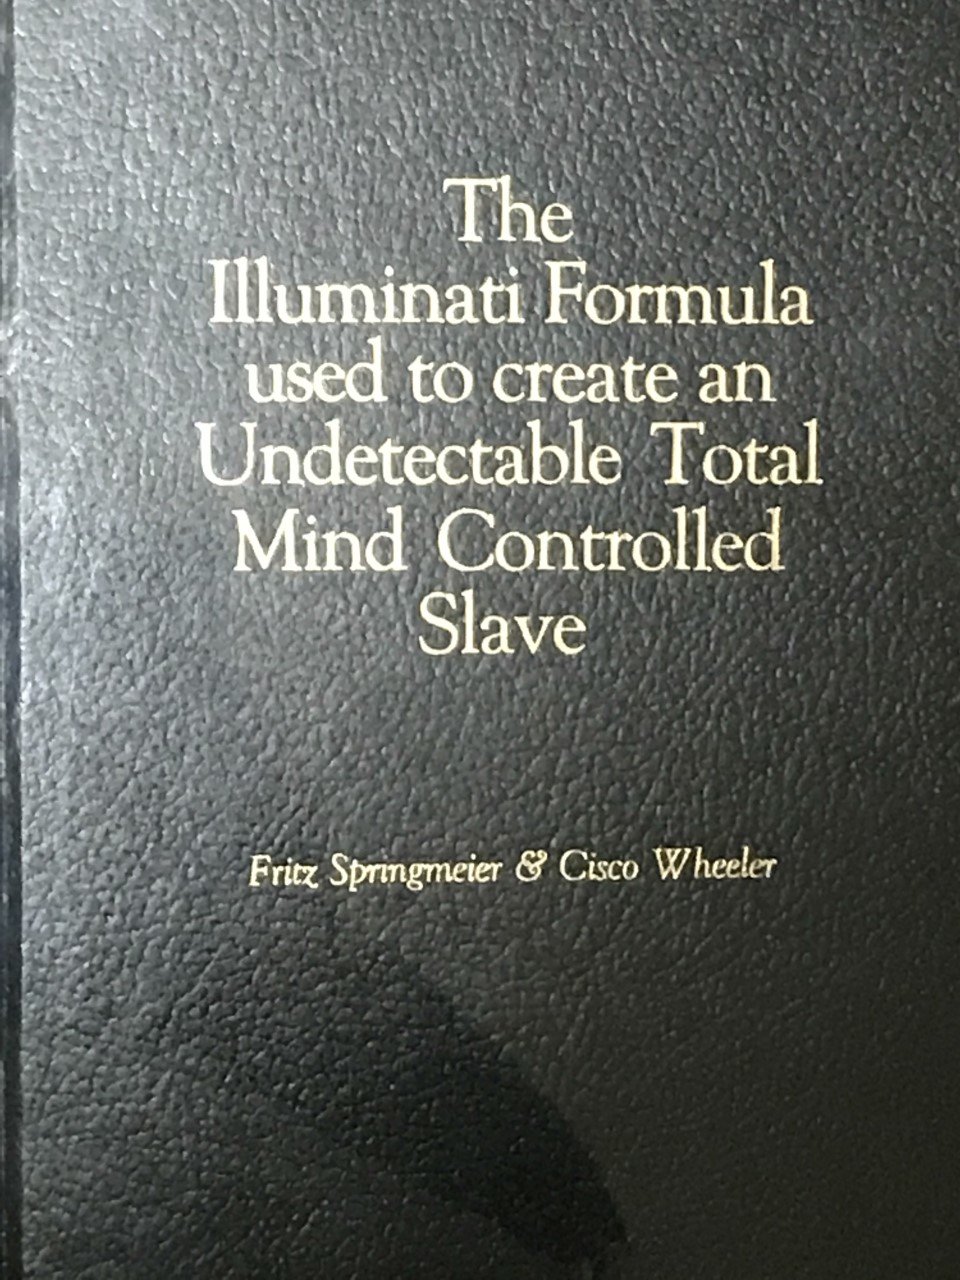 The
Illuminati Formula
used to create an
Undetectable Total
Mind Controlled
Slave
Fritz Springmeier & Cisco Wheeler